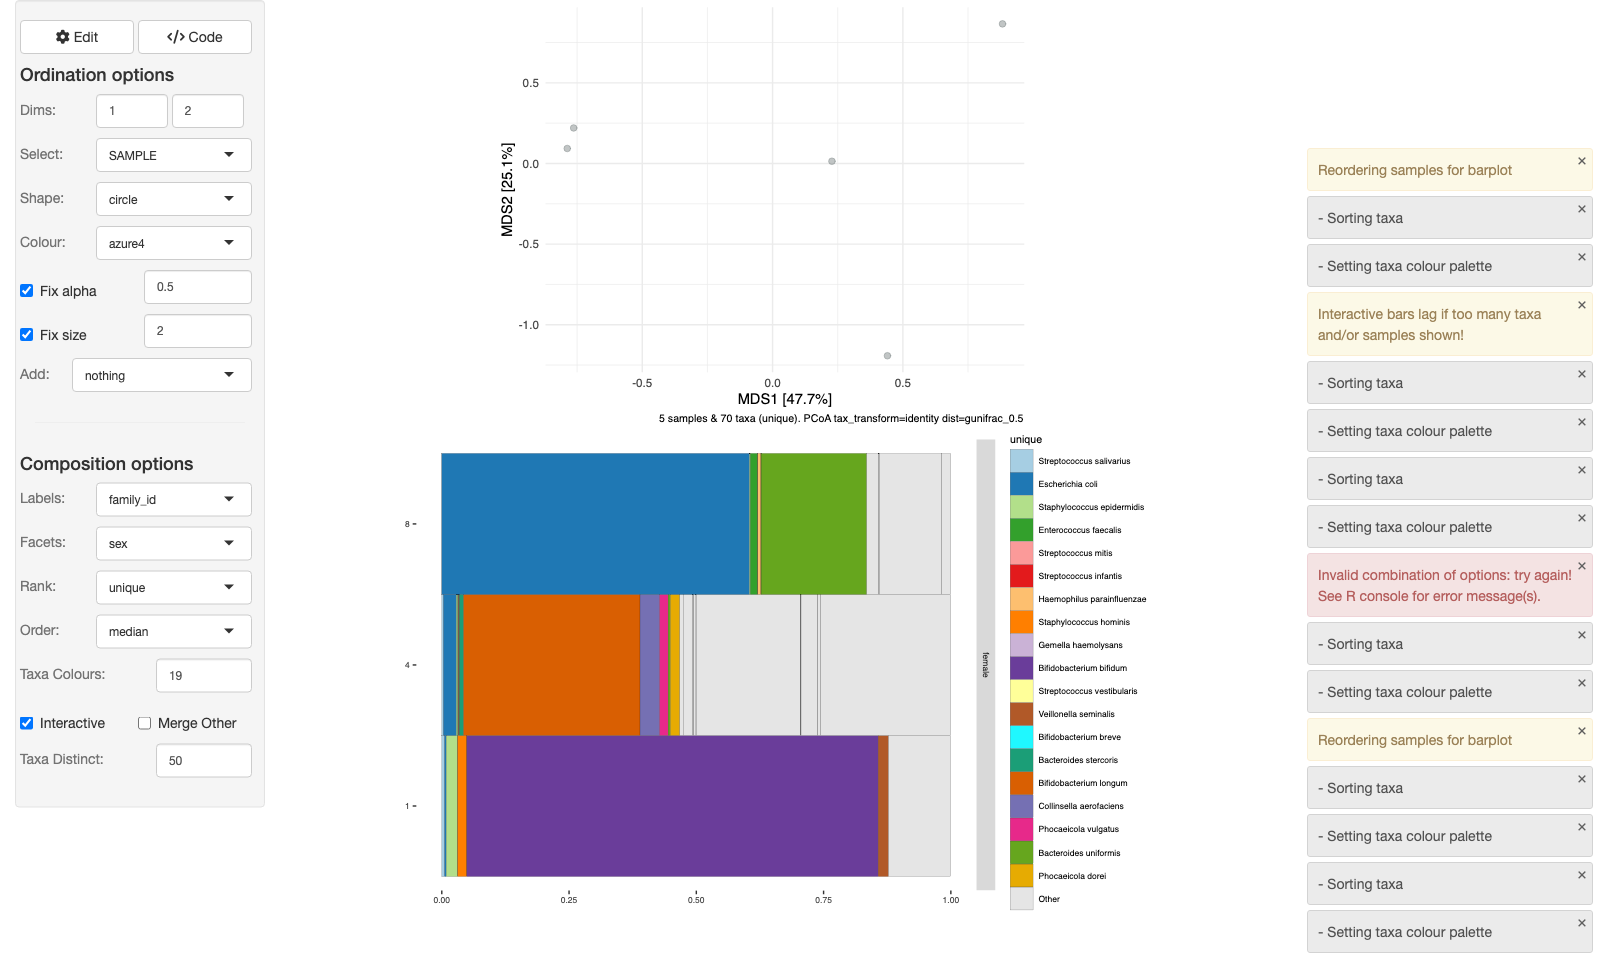 Edit
Code
Ordination options
Dims:
1
2
Select:
SAMPLE
Shape:
circle
Colour:
azure4
Fix alpha
0.5
Fix size
2
Add:
nothing
Composition options
Labels:
family_id
Facets:
sex
Rank:
unique
Order:
median
Taxa Colours:
19
Interactive
Merge Other
Taxa Distinct:
50
MDS2 [25.1%]
0.5
0.0
-0.5
-1.0
-0.5
0.0
0.5
MDS1 [47.7%]
5 samples & 70 taxa (unique). PCoA tax_transform=identity dist=gunifrac_0.5
8
4
1
0.00
0.25
0.50
0.75
1.00
female
unique
Streptococcus salivarius
Escherichia coli
Staphylococcus epidermidis
Enterococcus faecalis
Streptococcus mitis
Streptococcus infantis
Haemophilus parainfluenzae
Staphylococcus hominis
Gemella haemolysans
Bifidobacterium bifidum
Streptococcus vestibularis
Veillonella seminalis
Bifidobacterium breve
Bacteroides stercoris
Bifidobacterium longum
Collinsella aerofaciens
Phocaeicola vulgatus
Bacteroides uniformis
Phocaeicola dorei
Other
Reordering samples for barplot
- Sorting taxa
- Setting taxa colour palette
Interactive bars lag if too many taxa
and/or samples shown!
- Sorting taxa
- Setting taxa colour palette
- Sorting taxa
- Setting taxa colour palette
Invalid combination of options: try again!
See R console for error message(s).
- Sorting taxa
- Setting taxa colour palette
Reordering samples for barplot
- Sorting taxa
- Setting taxa colour palette
- Sorting taxa
- Setting taxa colour palette